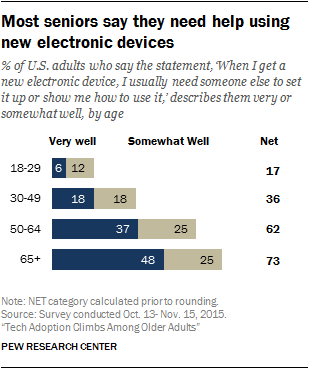 Most seniors say they need help using
new electronic devices
% of U.S. adults who say the statement, ‘When I get a
new electronic device, I usually need someone else to set
it up or show me how to use it,’ describes them very or
somewhat well, by age
Very well Somewhat Well Net
18-29 6 12 17
30-49 18 18 36
50-64 37 25 62
65+ 48 25 73
Note: NET category calculated prior to rounding.
Source: Survey conducted Oct. 13- Nov. 15, 2015.
“Tech Adoption Climbs Among Older Adults”
PEW RESEARCH CENTER